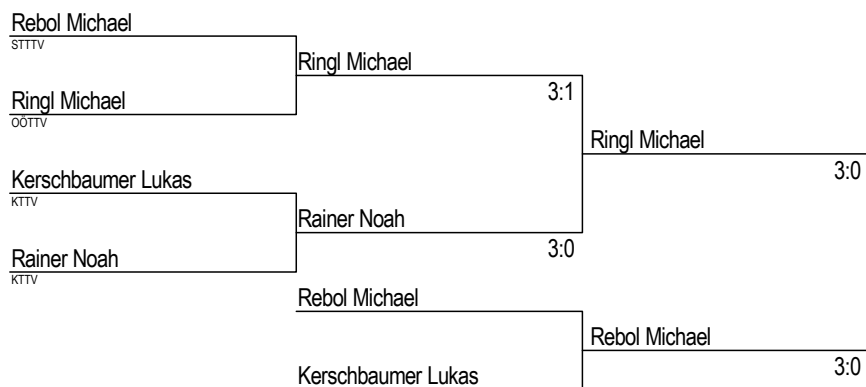 Rebol Michael
STTTV
Ringl Michael
3:1
Ringl Michael
OÖTTV
Ringl Michael
3:0
Kerschbaumer Lukas
KTTV
Rainer Noah
3:0
Rainer Noah
KTTV
Rebol Michael
Rebol Michael
3:0
Kerschbaumer Lukas